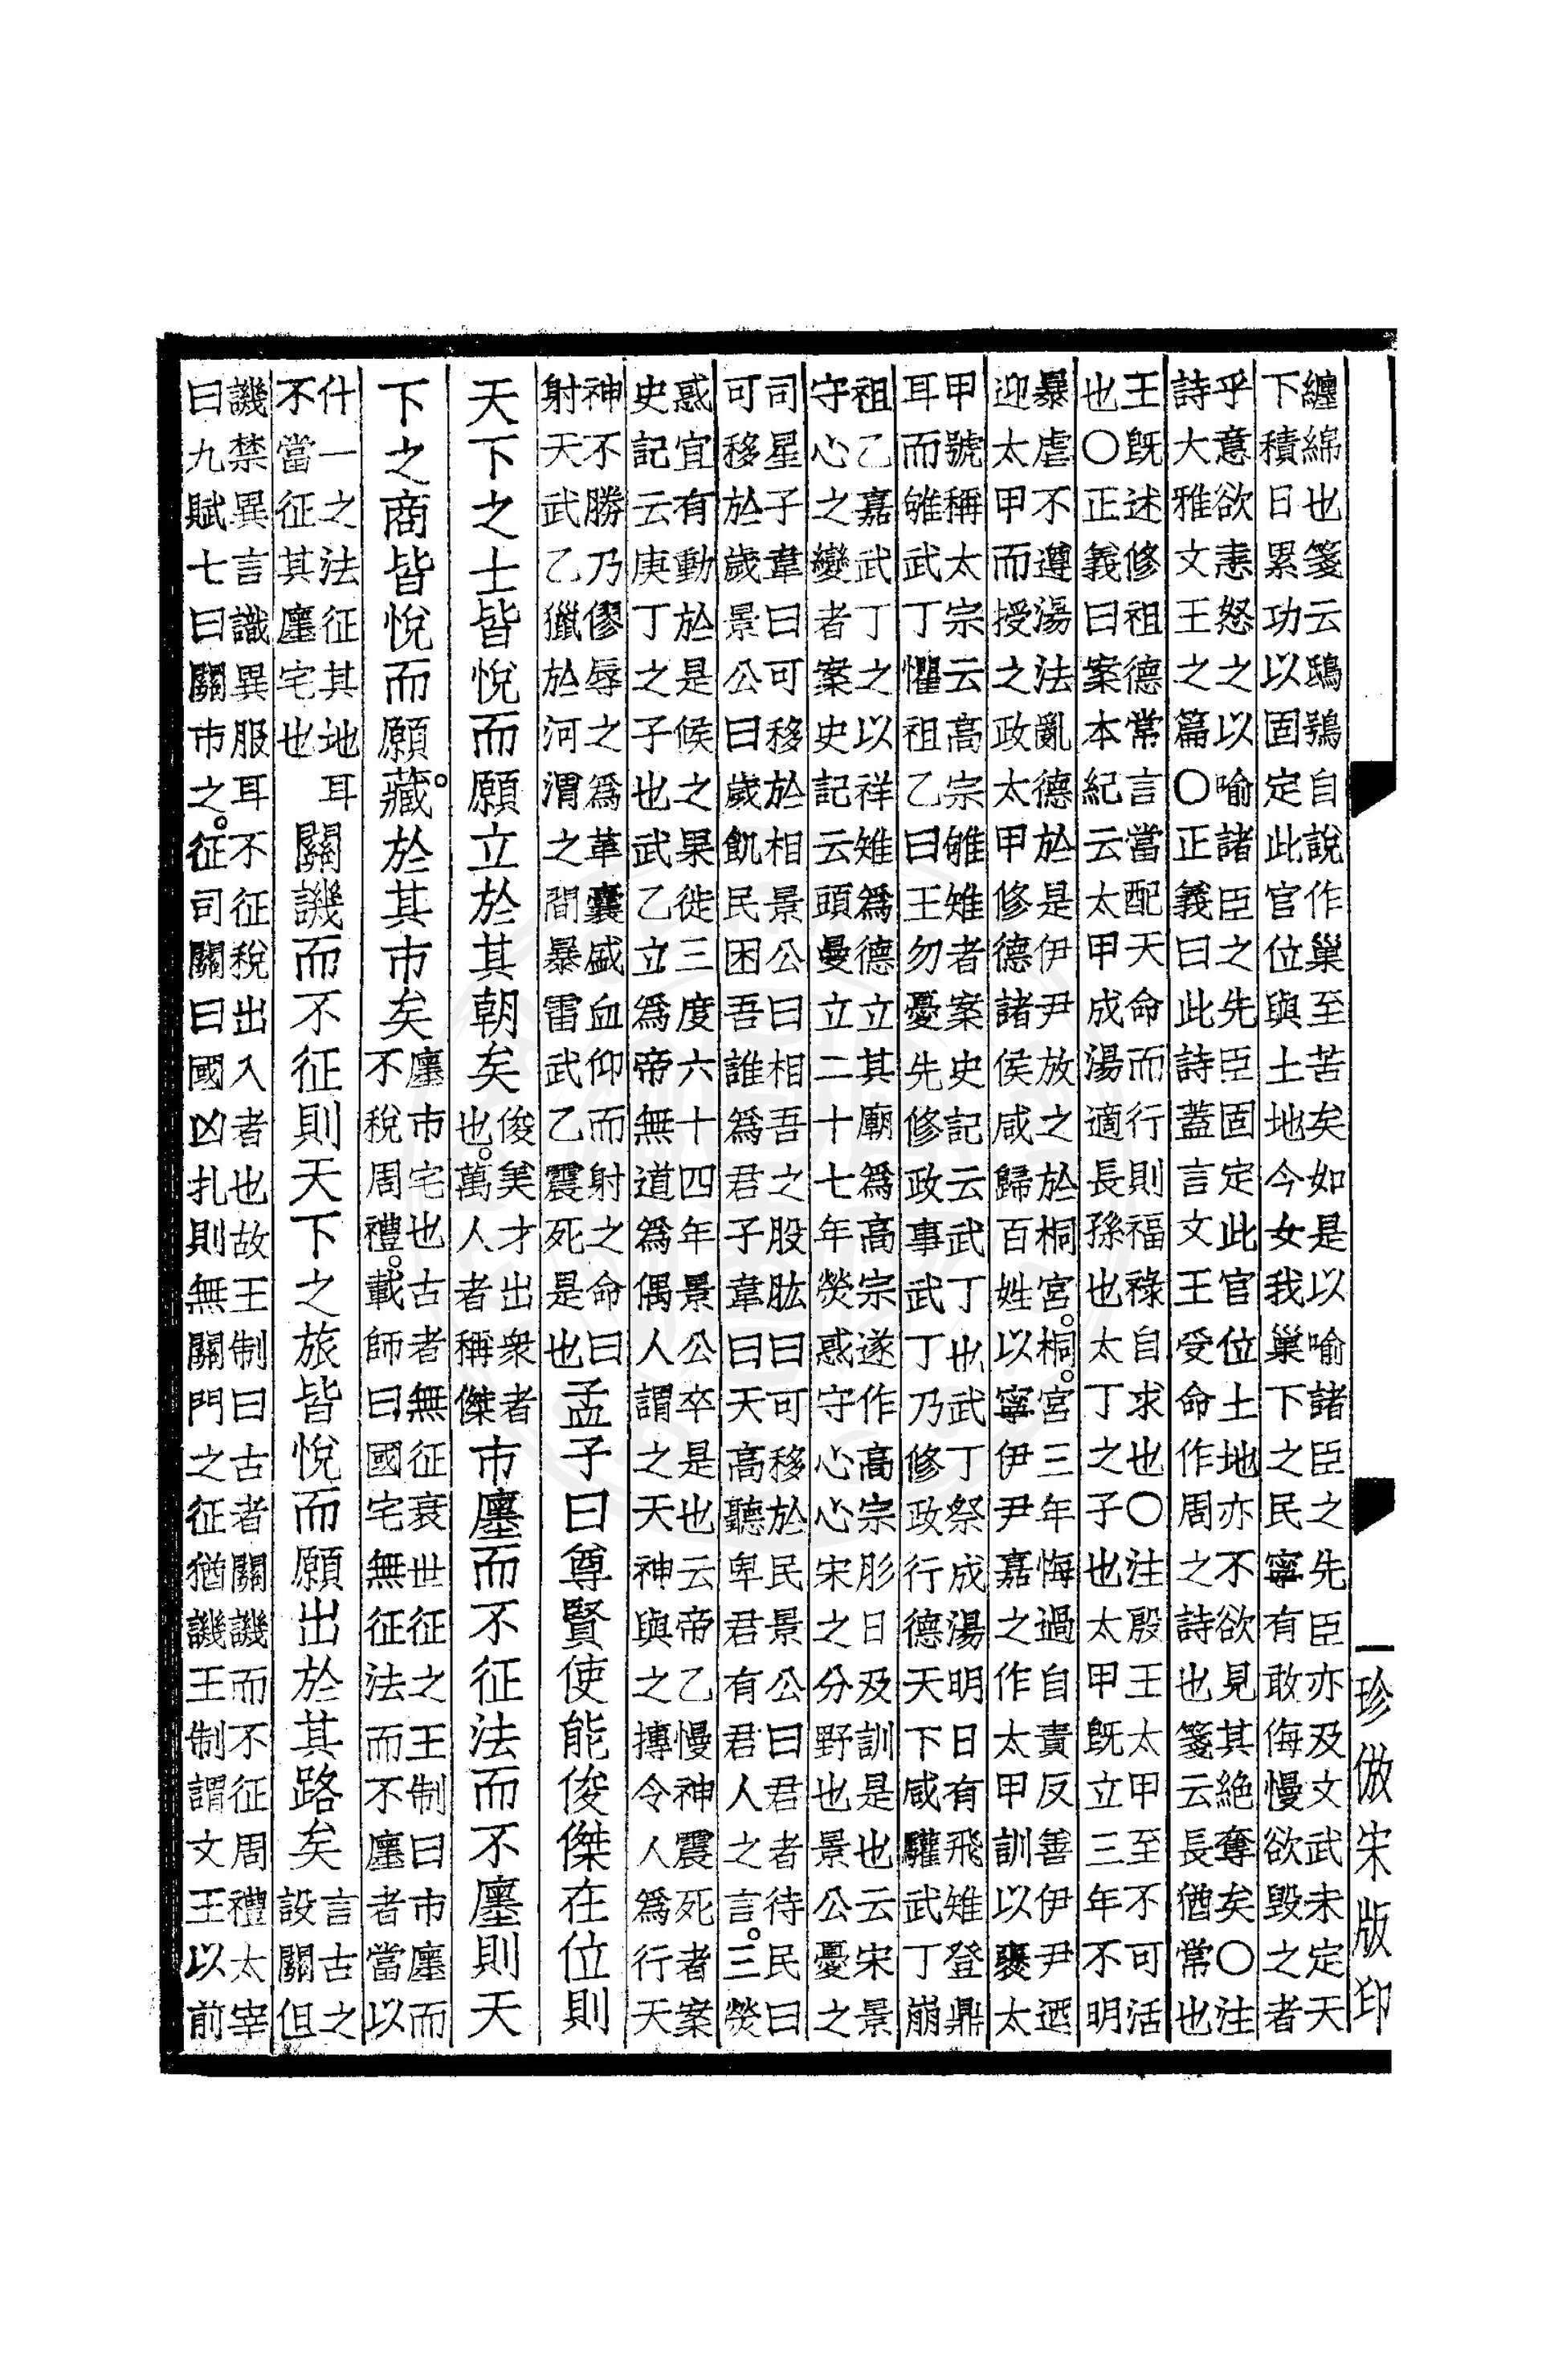 一珍倣宋版印
纏綿也箋云鴟鴞自說作巢至苦矣如是以喻諸臣之先臣亦及文武未定天
下積日累功以固定此官位與土地今女我巢下之民寧有敢侮慢欲毀之者
乎意欲恚怒之以喻諸臣之先臣固定此官位土地亦不欲見其絕奪矣○注
詩大雅文王之篇○正義曰此詩蓋言文王受命作周之詩也箋云長猶常也
王旣述修祖德常言當配天命而行則福祿自求也○注殷王太甲至不可活
也○正義曰案本紀云太甲成湯適長孫也太丁之子也太甲旣立三年不明
暴虐不遵湯法亂德於是伊尹放之於桐宮。桐。宮三年悔過自責反善伊尹迺
迎太甲而授之政太甲修德諸侯咸歸百姓以寧伊尹嘉之作太甲訓以襃太
甲號稱太宗云高宗雊雉者案史記云武丁也武丁祭成湯明日有飛雉登鼎
耳而雊武丁懼祖乙曰王勿憂先修政事武丁乃修政行德天下咸驩武丁崩
祖乙嘉武丁之以祥雉為德立其廟為高宗遂作高宗肜日及訓是也云宋景
守心之變者案史記云頭曼立二十七年熒惑守心心宋之分野也景公憂之
司星子韋曰可移於相景公曰相吾之股肱曰可移於民景公曰君者待民曰
可移於歲景公曰歲飢民困吾誰為君子韋曰天高聽卑君有君人之言。三熒
惑宜有動於是候之果徙三度六十四年景公卒是也云帝乙慢神震死者案
史記云庚丁之子也武乙立為帝無道為偶人謂之天神與之摶令人為行天
神不勝乃僇辱之為革囊盛血仰而射之命曰
射天武乙獵於河渭之間暴雷武乙震死是也
孟子曰尊賢使能俊傑在位則
天下之士皆悅而願立於其朝矣
俊美才出衆者
也。萬人者稱傑
市廛而不征法而不廛則天
下之商皆悅而願藏。於其市矣
廛市宅也古者無征衰世征之王制曰市廛而
不稅周禮。載師曰國宅無征法而不廛者當以
什一之法征其地耳
不當征其廛宅也
關譏而不征則天下之旅皆悅而願出於其路矣
言古之
設關但
譏禁異言識異服耳不征稅出入者也故王制曰古者關譏而不征周禮太宰
曰九賦七曰關市之。征司關曰國凶扎則無關門之征猶譏王制謂文王以前